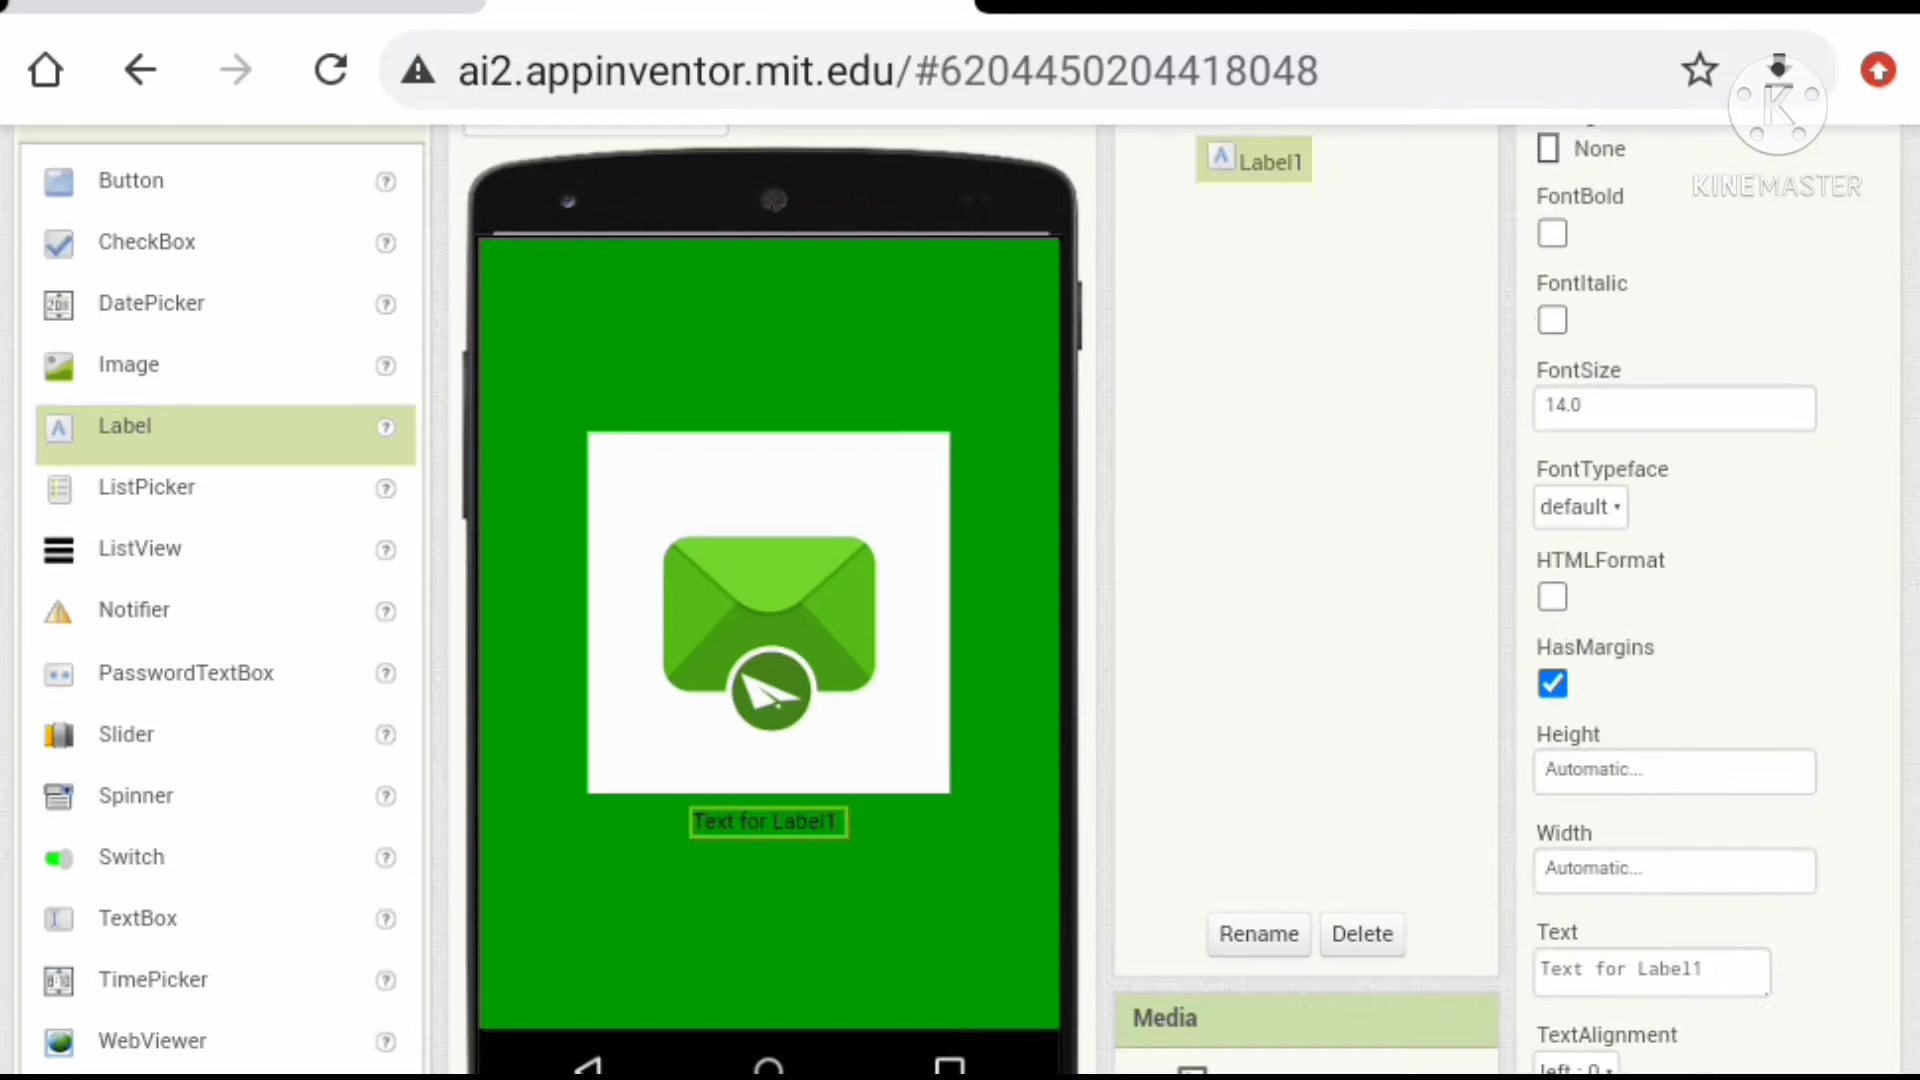 ai2.appinventor.mit.edu/#6204450204418048
K
KINEMASTER
Button
CheckBox
DatePicker
Image
Label
ListPicker
ListView
Notifier
PasswordTextBox
Slider
Spinner
Switch
TextBox
TimePicker
WebViewer
Text for Label1
Label1
Rename
Delete
Media
None
FontBold
FontItalic
FontSize
14.0
FontTypeface
default
HTMLFormat
HasMargins
Height
Automatic...
Width
Automatic...
Text
Text for Label1
TextAlignment
left : 0